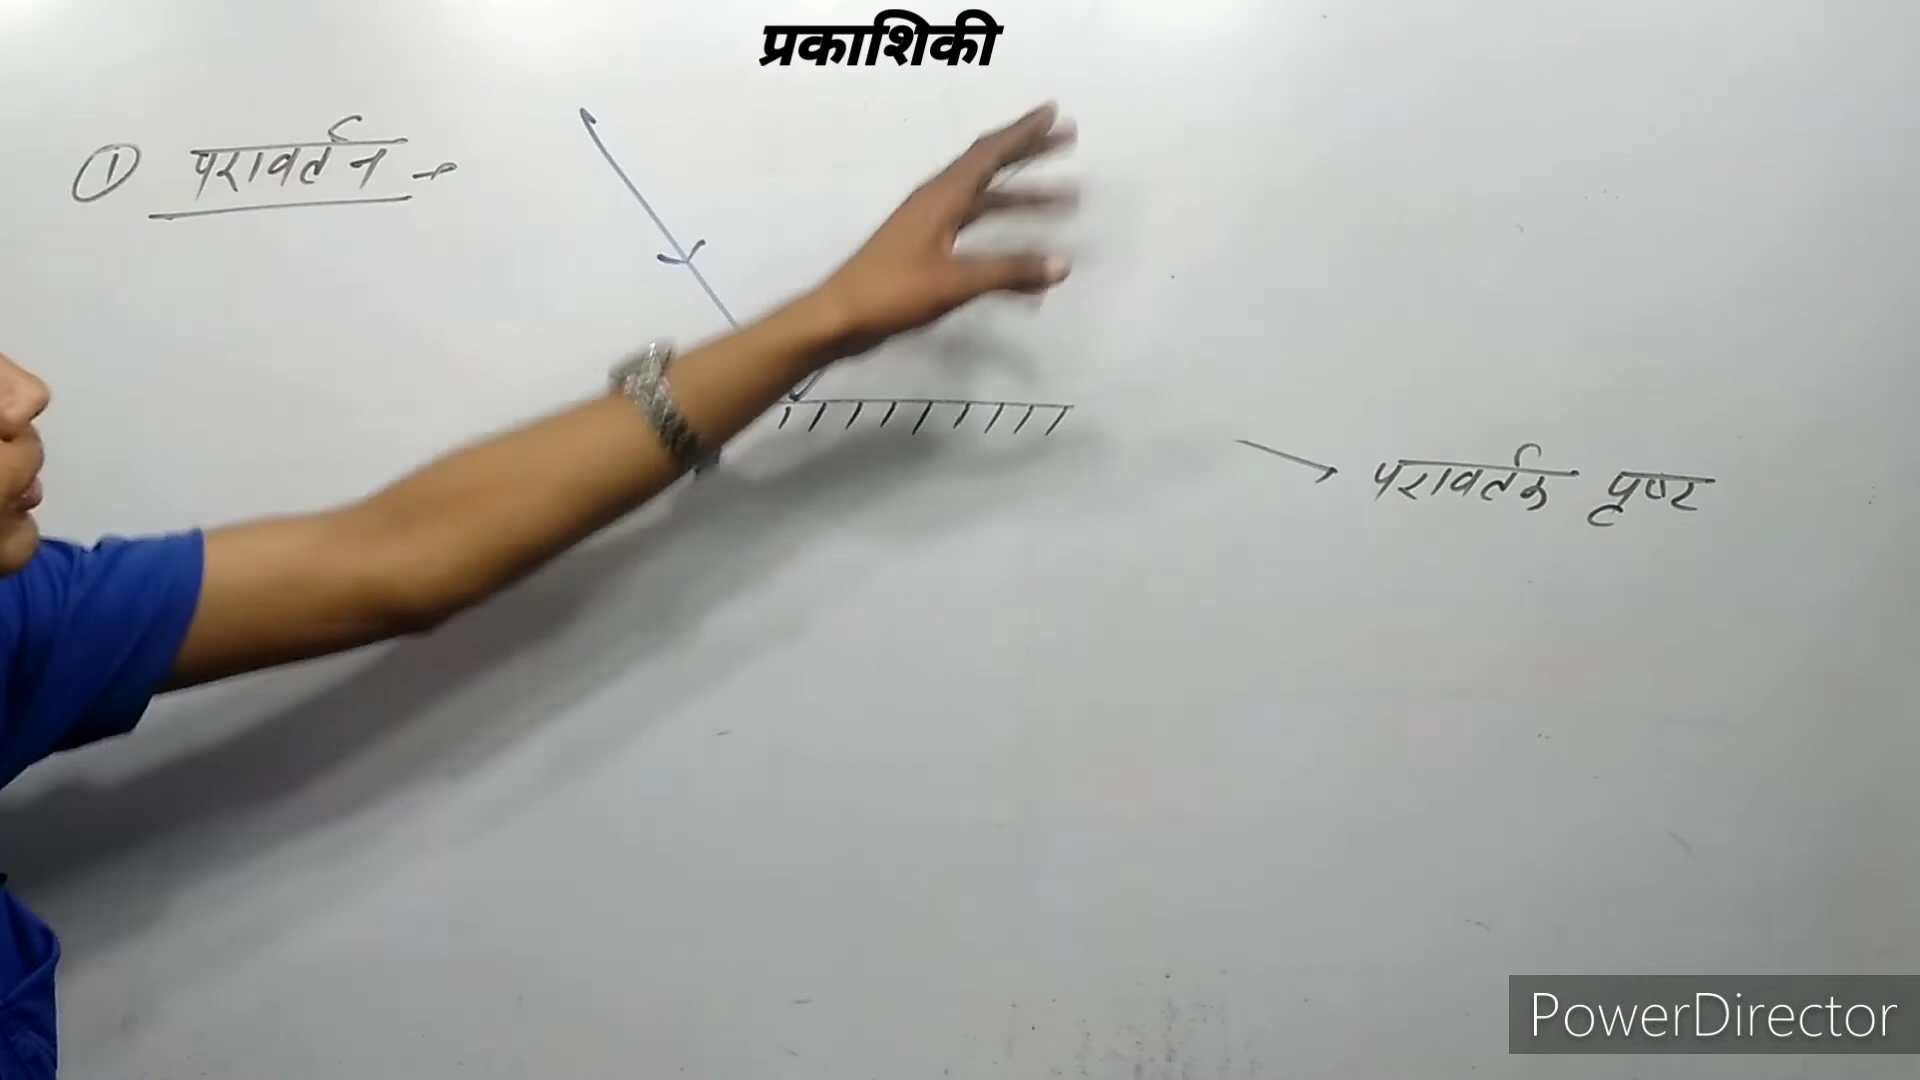 प्रकाशिकी
① परावर्तन →
→ परावर्तक पृष्ट
PowerDirector